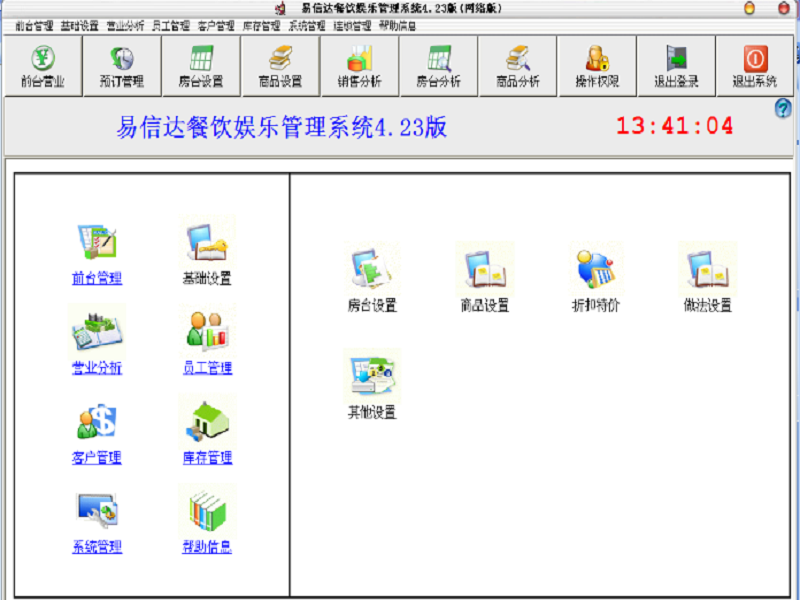 易信达餐饮娱乐管理系统4.23版(网络版)
前台管理 基础设置 营业分析 员工管理 客户管理 库存管理 系统管理 连锁管理 帮助信息
前台营业 预订管理 房台设置 商品设置 销售分析 房台分析 商品分析 操作权限 退出登录 退出系统
易信达餐饮娱乐管理系统4.23版 13:41:04
前台管理 基础设置
房台设置 商品设置 折扣特价 做法设置
营业分析 员工管理
其他设置
客户管理 库存管理
系统管理 帮助信息